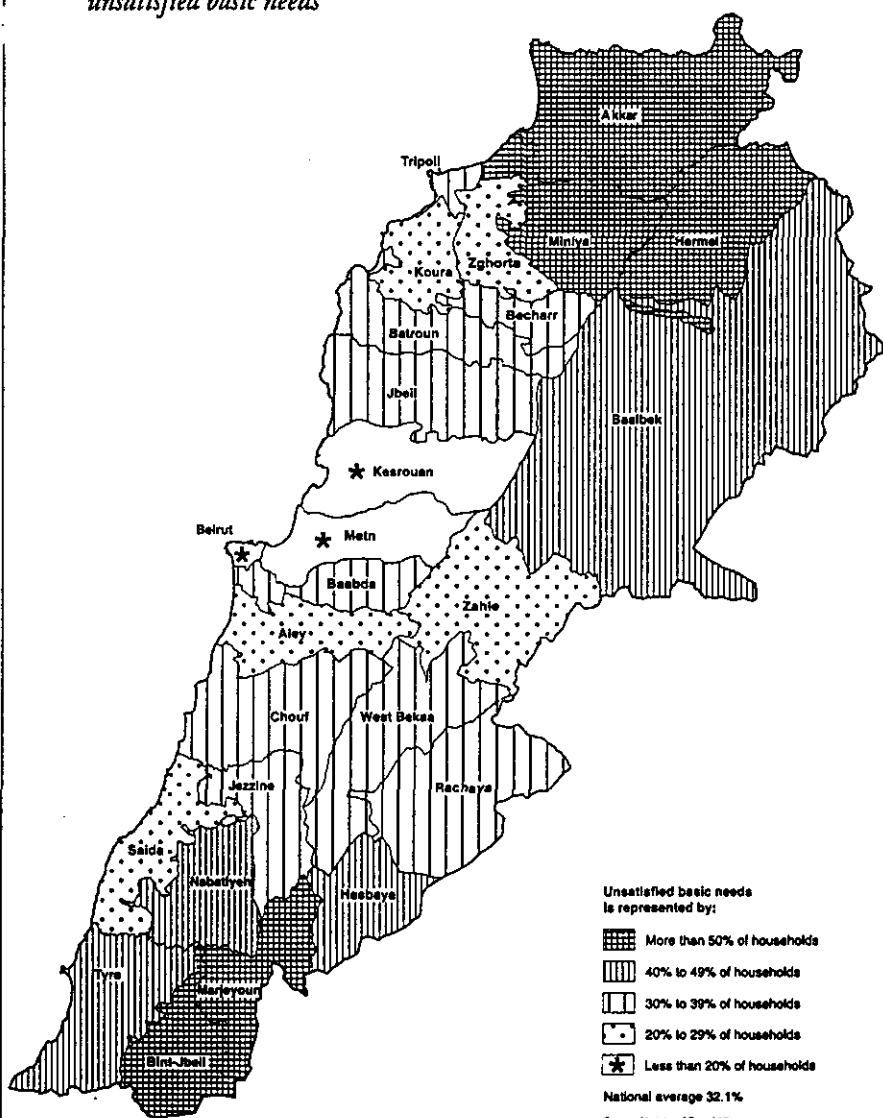 unsatisfied basic needs
Akkar
Tripoli
Miniya
Hermel
Koura
Zghorta
Becharr
Batroun
Jbeil
Baalbek
Kesrouan
Beirut
Metn
Baabda
Zahle
Aley
Chouf
West Bekaa
Jezzine
Rachaya
Saida
Nabatiyeh
Hasbaya
Tyre
Marjeyoun
Bint-Jbeil
Unsatisfied basic needs
is represented by:
More than 50% of households
40% to 49% of households
30% to 39% of households
20% to 29% of households
Less than 20% of households
National average 32.1%